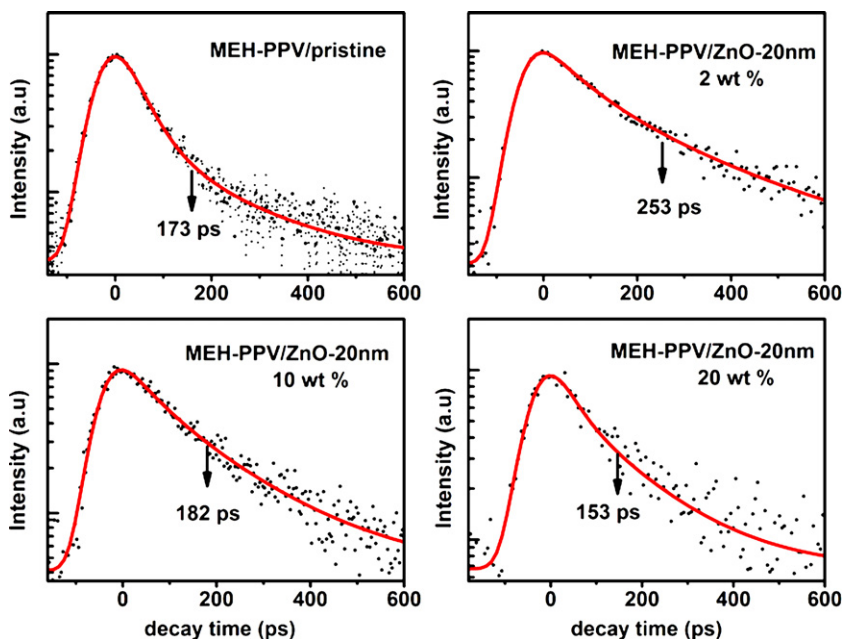 MEH-PPV/pristine
Intensity (a.u)
173 ps
0 200 400 600
MEH-PPV/ZnO-20nm
2 wt %
Intensity (a.u)
253 ps
0 200 400 600
MEH-PPV/ZnO-20nm
10 wt %
Intensity (a.u)
182 ps
0 200 400 600
decay time (ps)
MEH-PPV/ZnO-20nm
20 wt %
Intensity (a.u)
153 ps
0 200 400 600
decay time (ps)